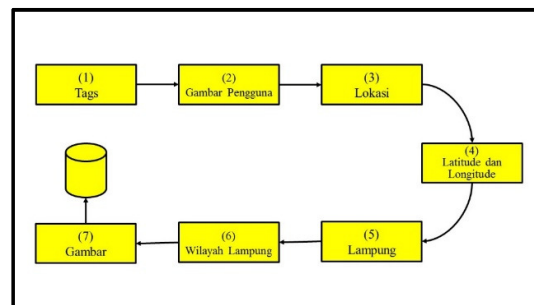 (1)
Tags
(2)
Gambar Pengguna
(3)
Lokasi
(4)
Latitude dan
Longitude
(5)
Lampung
(6)
Wilayah Lampung
(7)
Gambar